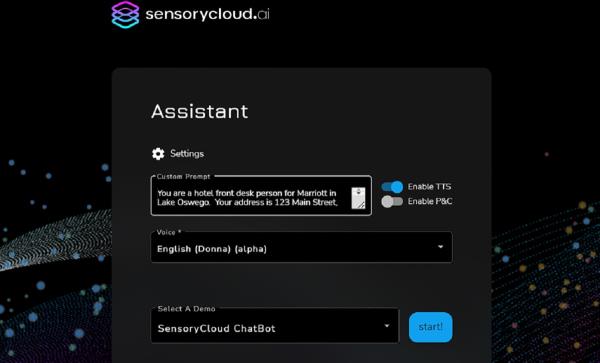 sensorycloud.ai
Assistant
Settings
Custom Prompt
You are a hotel front desk person for Marriott in
Lake Oswego. Your address is 123 Main Street,
Enable TTS
Enable P&C
Voice *
English (Donna) (alpha)
Select A Demo
SensoryCloud ChatBot
start!